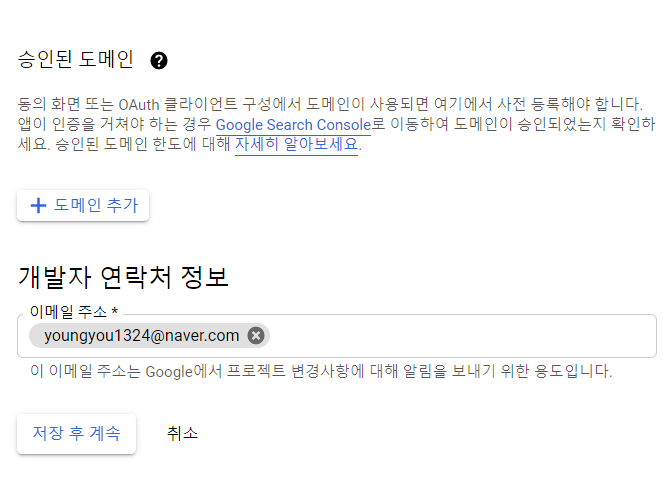 승인된 도메인 ?
동의 화면 또는 OAuth 클라이언트 구성에서 도메인이 사용되면 여기에서 사전 등록해야 합니다.
앱이 인증을 거쳐야 하는 경우 Google Search Console로 이동하여 도메인이 승인되었는지 확인하
세요. 승인된 도메인 한도에 대해 자세히 알아보세요.
+ 도메인 추가
개발자 연락처 정보
이메일 주소 *
youngyou1324@naver.com
이 이메일 주소는 Google에서 프로젝트 변경사항에 대해 알림을 보내기 위한 용도입니다.
저장 후 계속 취소